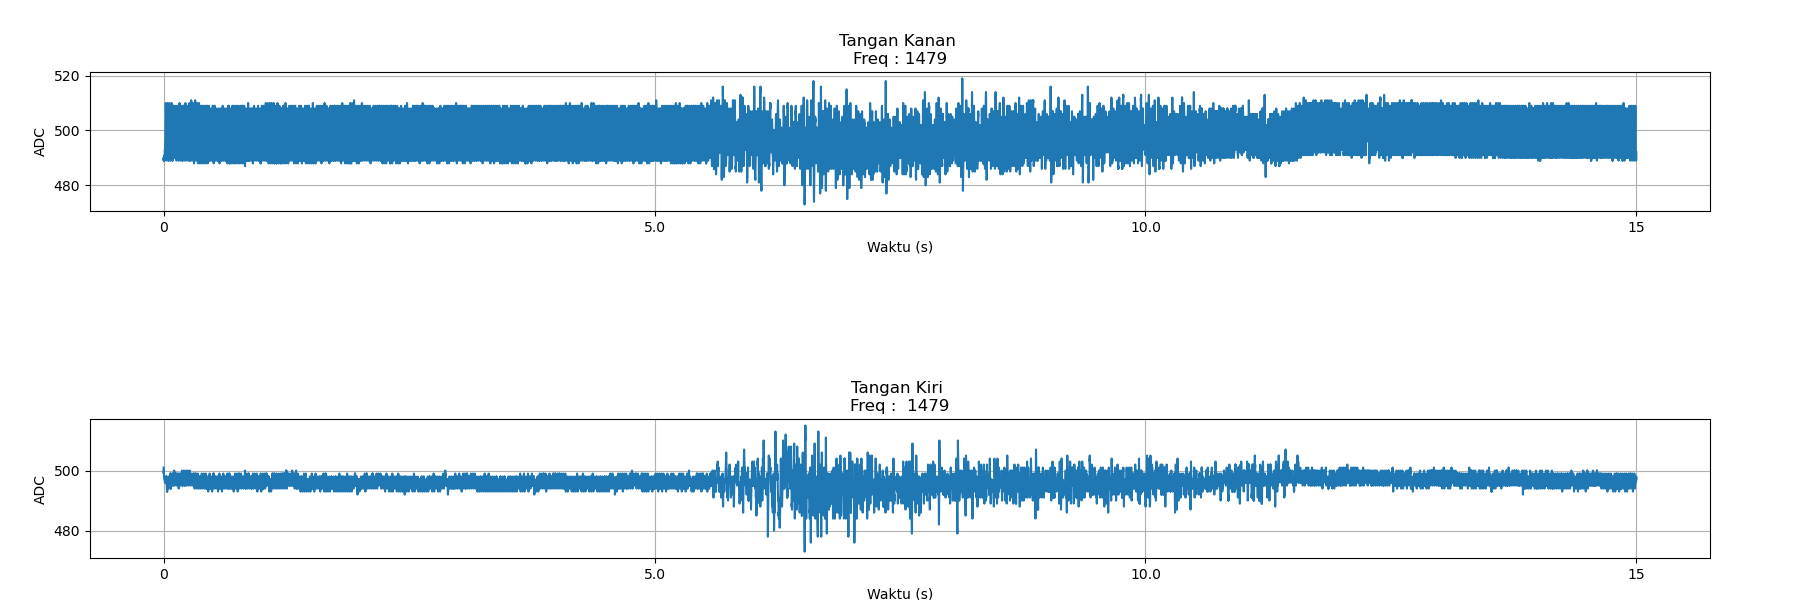 Tangan Kanan
Freq : 1479
520
500
480
ADC
0
5.0
10.0
15
Waktu (s)
Tangan Kiri
Freq :  1479
500
480
ADC
0
5.0
10.0
15
Waktu (s)